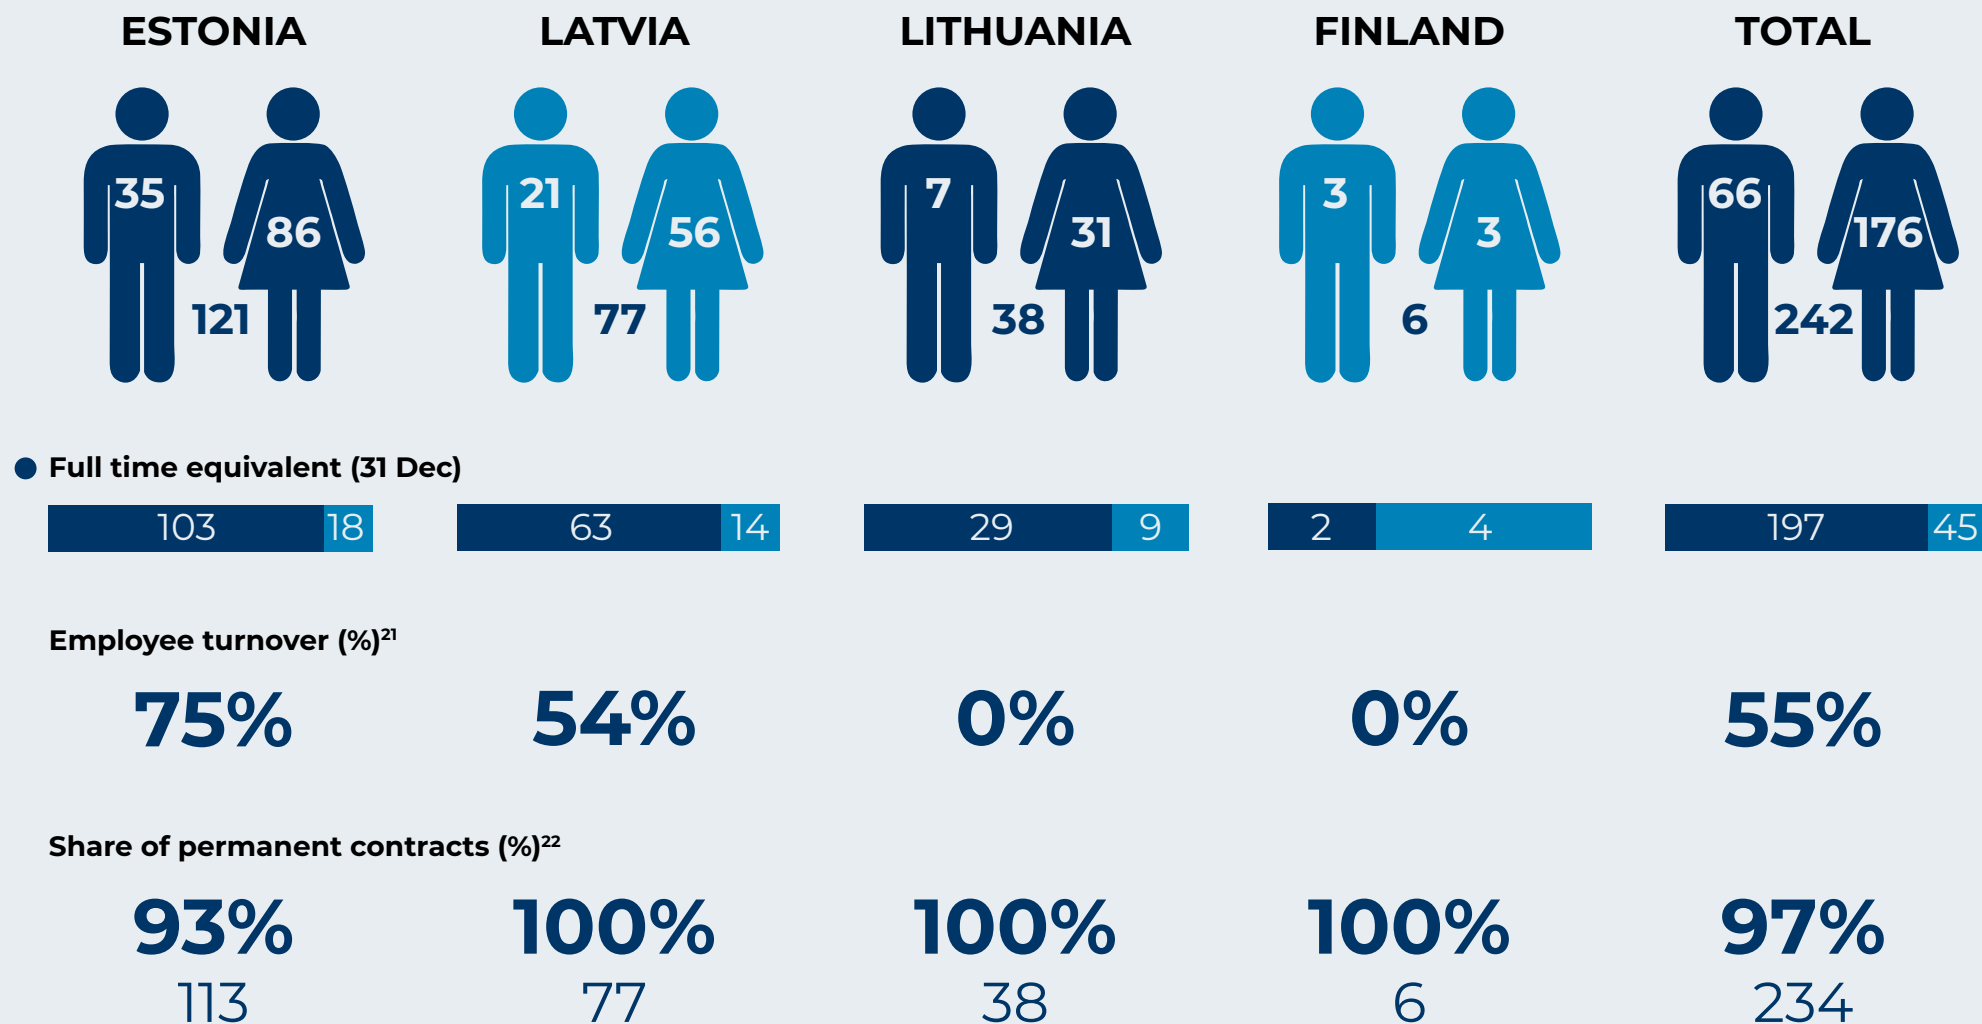 ESTONIA LATVIA LITHUANIA FINLAND TOTAL
35 21 7 3 66
86 56 31 3 176
121 77 38 6 242
Full time equivalent (31 Dec)
103 18 63 14 29 9 2 4 197 45
Employee turnover (%)²¹
75% 54% 0% 0% 55%
Share of permanent contracts (%)²²
93% 100% 100% 100% 97%
113 77 38 6 234